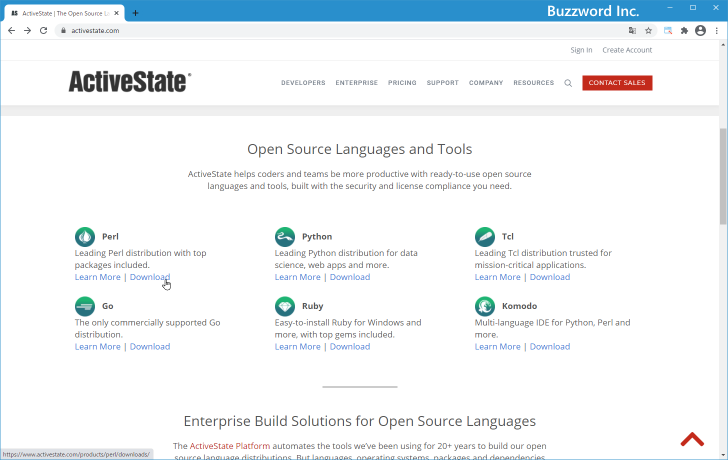 Buzzword Inc.
ActiveState | The Open Source La
activestate.com
Sign In Create Account
ActiveState®
DEVELOPERS ENTERPRISE PRICING SUPPORT COMPANY RESOURCES CONTACT SALES
Open Source Languages and Tools
ActiveState helps coders and teams be more productive with ready-to-use open source
languages and tools, built with the security and license compliance you need.
Perl
Leading Perl distribution with top
packages included.
Learn More | Download
Python
Leading Python distribution for data
science, web apps and more.
Learn More | Download
Tcl
Leading Tcl distribution trusted for
mission-critical applications.
Learn More | Download
Go
The only commercially supported Go
distribution.
Learn More | Download
Ruby
Easy-to-install Ruby for Windows and
more, with top gems included.
Learn More | Download
Komodo
Multi-language IDE for Python, Perl and
more.
Learn More | Download
Enterprise Build Solutions for Open Source Languages
The ActiveState Platform automates the tools we've been using for 20+ years to build our own
source language distributions. But languages, operating systems, packages and dependencies
https://www.activestate.com/products/perl/downloads/